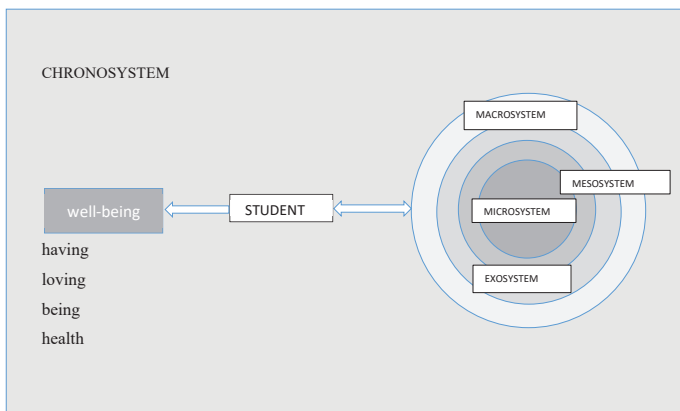 CHRONOSYSTEM
MACROSYSTEM
MESOSYSTEM
well-being
STUDENT
MICROSYSTEM
having
loving
EXOSYSTEM
being
health